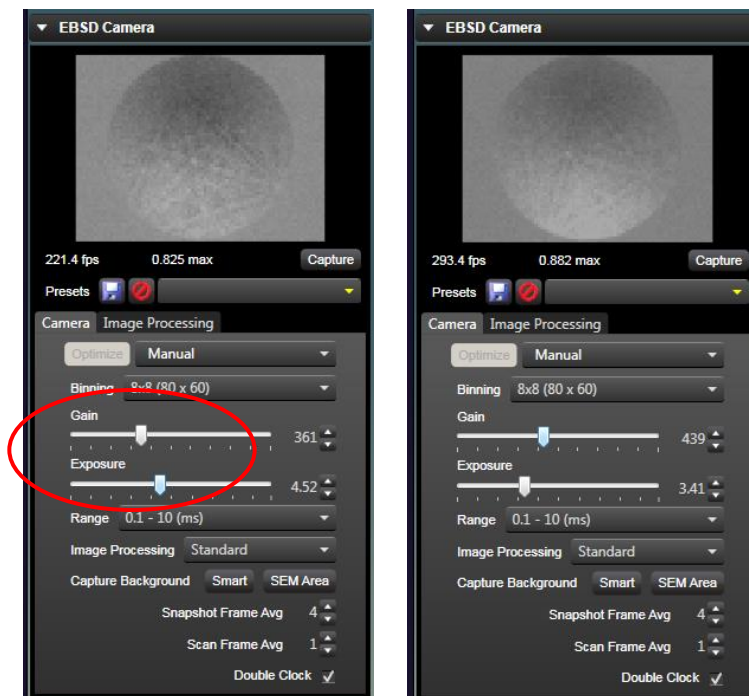 EBSD Camera
221.4 fps 0.825 max Capture
Presets
Camera Image Processing
Optimize Manual
Binning 8x8 (80 x 60)
Gain
361
Exposure
4.52
Range 0.1 - 10 (ms)
Image Processing Standard
Capture Background Smart SEM Area
Snapshot Frame Avg 4
Scan Frame Avg 1
Double Clock
EBSD Camera
293.4 fps 0.882 max Capture
Presets
Camera Image Processing
Optimize Manual
Binning 8x8 (80 x 60)
Gain
439
Exposure
3.41
Range 0.1 - 10 (ms)
Image Processing Standard
Capture Background Smart SEM Area
Snapshot Frame Avg 4
Scan Frame Avg 1
Double Clock